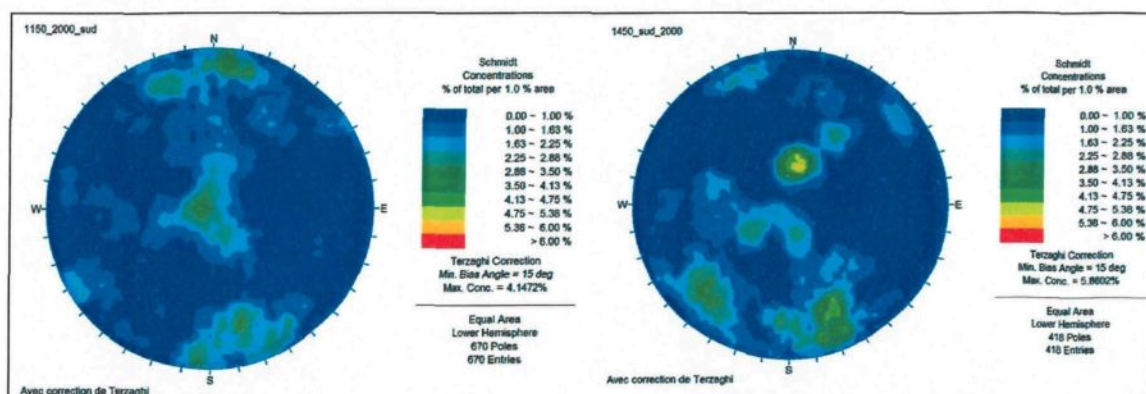 1150_2000_sud
N
W
E
S
Schmidt
Concentrations
% of total per 1.0 % area
0.00 ~ 1.00 %
1.00 ~ 1.63 %
1.63 ~ 2.25 %
2.25 ~ 2.88 %
2.88 ~ 3.50 %
3.50 ~ 4.13 %
4.13 ~ 4.75 %
4.75 ~ 5.38 %
5.38 ~ 6.00 %
> 6.00 %
Terzaghi Correction
Min. Bias Angle = 15 deg
Max. Conc. = 4.1472%
Equal Area
Lower Hemisphere
670 Poles
670 Entries
Avec correction de Terzaghi
1450_sud_2000
N
W
E
S
Schmidt
Concentrations
% of total per 1.0 % area
0.00 ~ 1.00 %
1.00 ~ 1.63 %
1.63 ~ 2.25 %
2.25 ~ 2.88 %
2.88 ~ 3.50 %
3.50 ~ 4.13 %
4.13 ~ 4.75 %
4.75 ~ 5.38 %
5.38 ~ 6.00 %
> 6.00 %
Terzaghi Correction
Min. Bias Angle = 15 deg
Max. Conc. = 5.8602%
Equal Area
Lower Hemisphere
418 Poles
418 Entries
Avec correction de Terzaghi